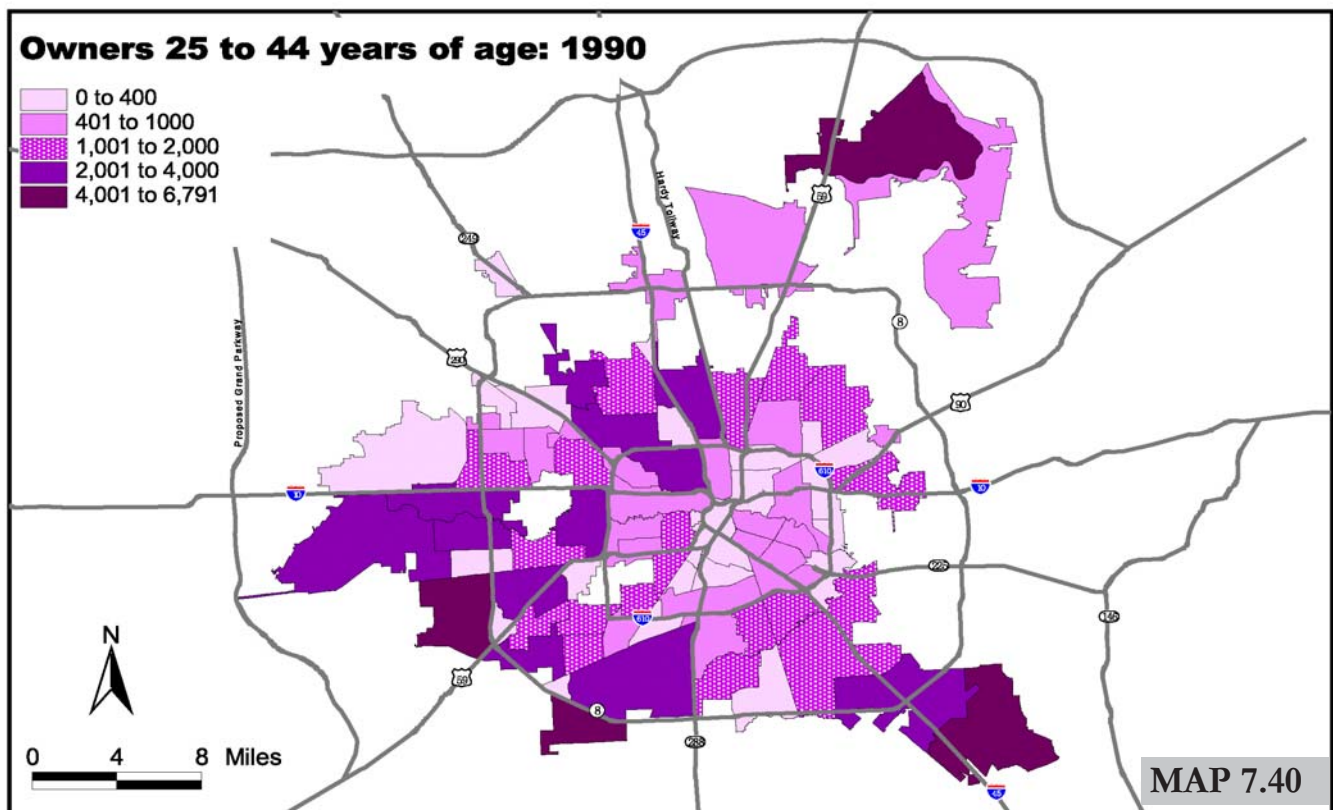 Owners 25 to 44 years of age: 1990
0 to 400
401 to 1000
1,001 to 2,000
2,001 to 4,000
4,001 to 6,791
Hardy Tollway
59
249
45
8
290
Proposed Grand Parkway
90
610
10
10
225
146
610
N
59
8
288
0 4 8 Miles
45
MAP 7.40